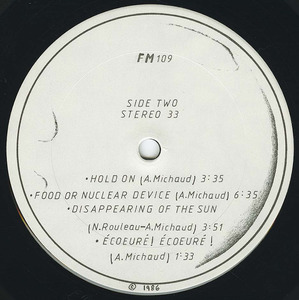 FM 109
SIDE TWO
STEREO 33
• HOLD ON (A.Michaud) 3:35
• FOOD OR NUCLEAR DEVICE (A.Michaud) 6:35
• DISAPPEARING OF THE SUN
(N.Rouleau-A.Michaud) 3:51
• ÉCOEURÉ! ÉCOEURÉ!
(A.Michaud) 1:33
© 1986